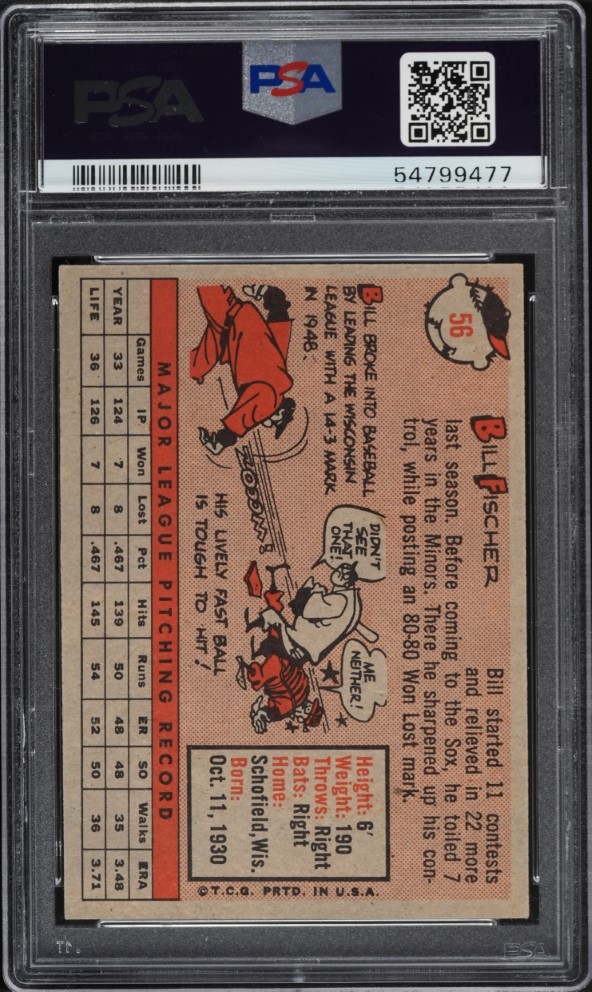 PSA
PSA
54799477
56
BILL FISCHER
Bill started 11 contests
and relieved in 22 more
last season. Before coming to the Sox, he toiled 7
years in the Minors. There he sharpened up his con-
trol, while posting an 80-80 Won Lost mark.
BILL BROKE INTO BASEBALL
BY LEADING THE WISCONSIN
LEAGUE WITH A 14-3 MARK
IN 1948.
ZOOOM!
DIDN'T
SEE
THAT
ONE!
ME
NEITHER!
HIS LIVELY FAST BALL
IS TOUGH TO HIT!
Height: 6'
Weight: 190
Throws: Right
Bats: Right
Home:
Schofield, Wis.
Born:
Oct. 11, 1930
MAJOR LEAGUE PITCHING RECORD
Games IP Won Lost Pct Hits Runs ER SO Walks ERA
YEAR 33 124 7 8 .467 139 50 48 48 35 3.48
LIFE 36 126 7 8 .467 145 54 52 50 36 3.71
©T.C.G. PRTD. IN U.S.A.
PSA